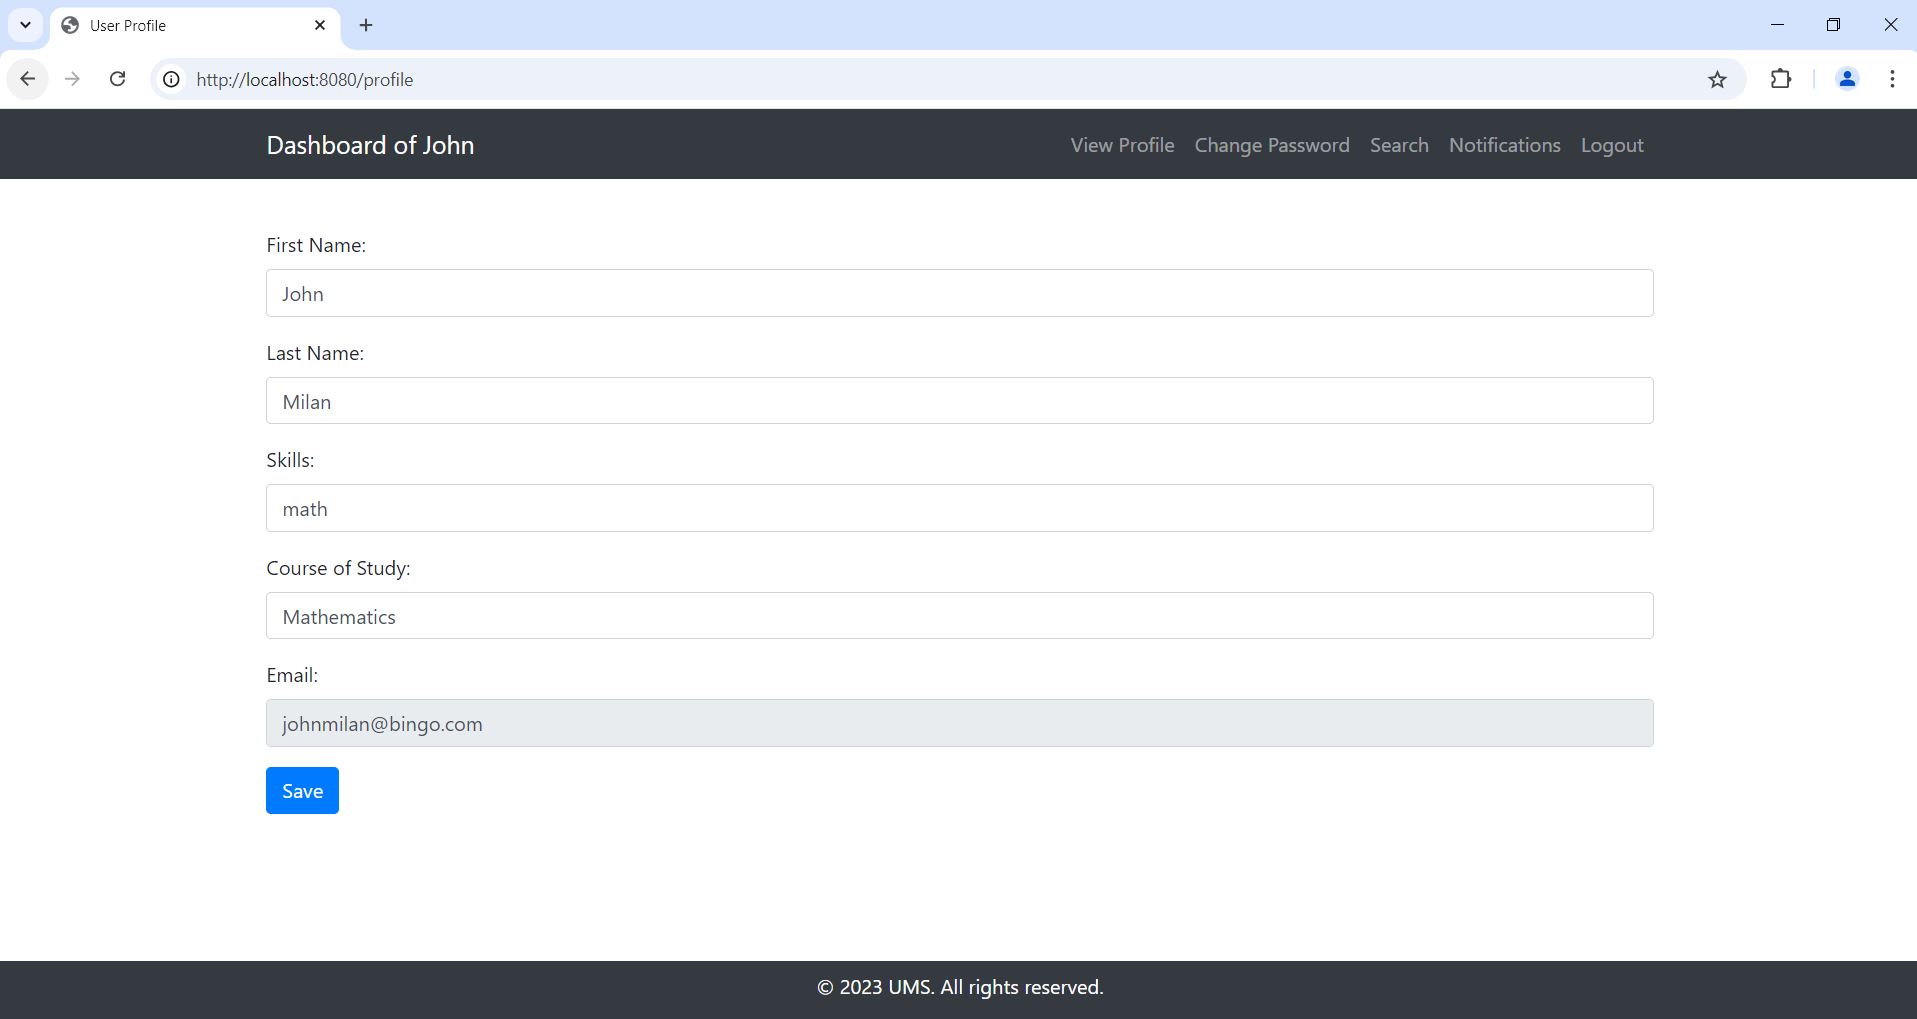 User Profile
http://localhost:8080/profile
Dashboard of John
View Profile Change Password Search Notifications Logout
First Name:
John
Last Name:
Milan
Skills:
math
Course of Study:
Mathematics
Email:
johnmilan@bingo.com
Save
© 2023 UMS. All rights reserved.